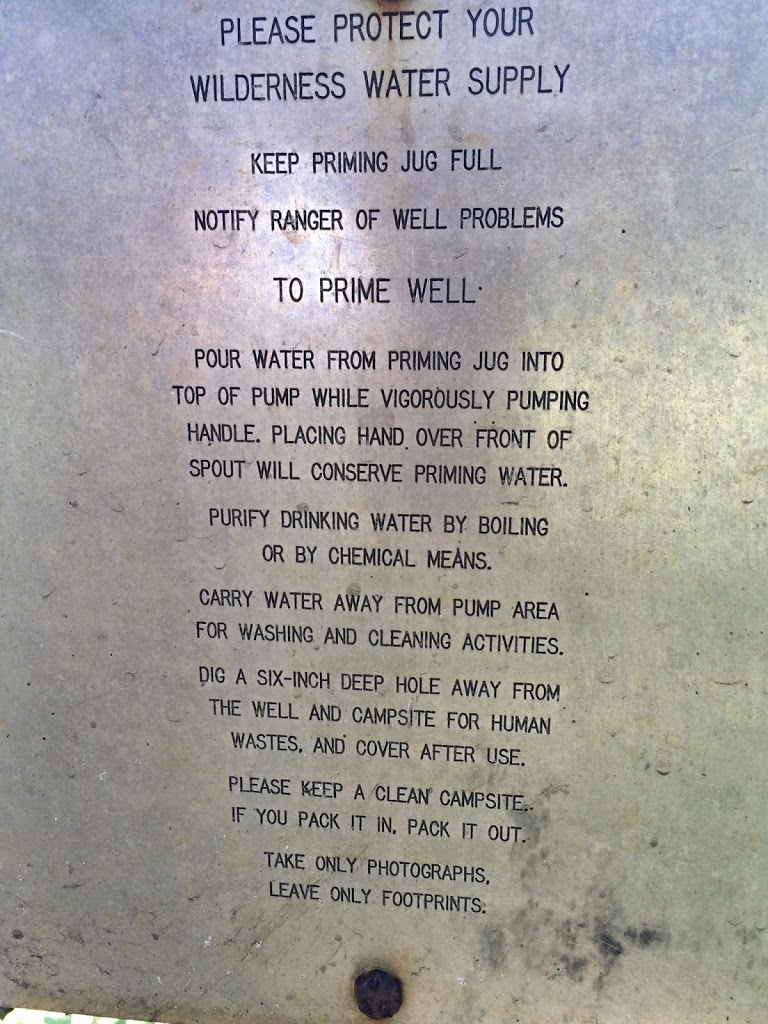 PLEASE PROTECT YOUR
WILDERNESS WATER SUPPLY
KEEP PRIMING JUG FULL
NOTIFY RANGER OF WELL PROBLEMS
TO PRIME WELL
POUR WATER FROM PRIMING JUG INTO
TOP OF PUMP WHILE VIGOROUSLY PUMPING
HANDLE. PLACING HAND OVER FRONT OF
SPOUT WILL CONSERVE PRIMING WATER.
PURIFY DRINKING WATER BY BOILING
OR BY CHEMICAL MEANS.
CARRY WATER AWAY FROM PUMP AREA
FOR WASHING AND CLEANING ACTIVITIES.
DIG A SIX-INCH DEEP HOLE AWAY FROM
THE WELL AND CAMPSITE FOR HUMAN
WASTES, AND COVER AFTER USE.
PLEASE KEEP A CLEAN CAMPSITE.
IF YOU PACK IT IN, PACK IT OUT.
TAKE ONLY PHOTOGRAPHS,
LEAVE ONLY FOOTPRINTS.